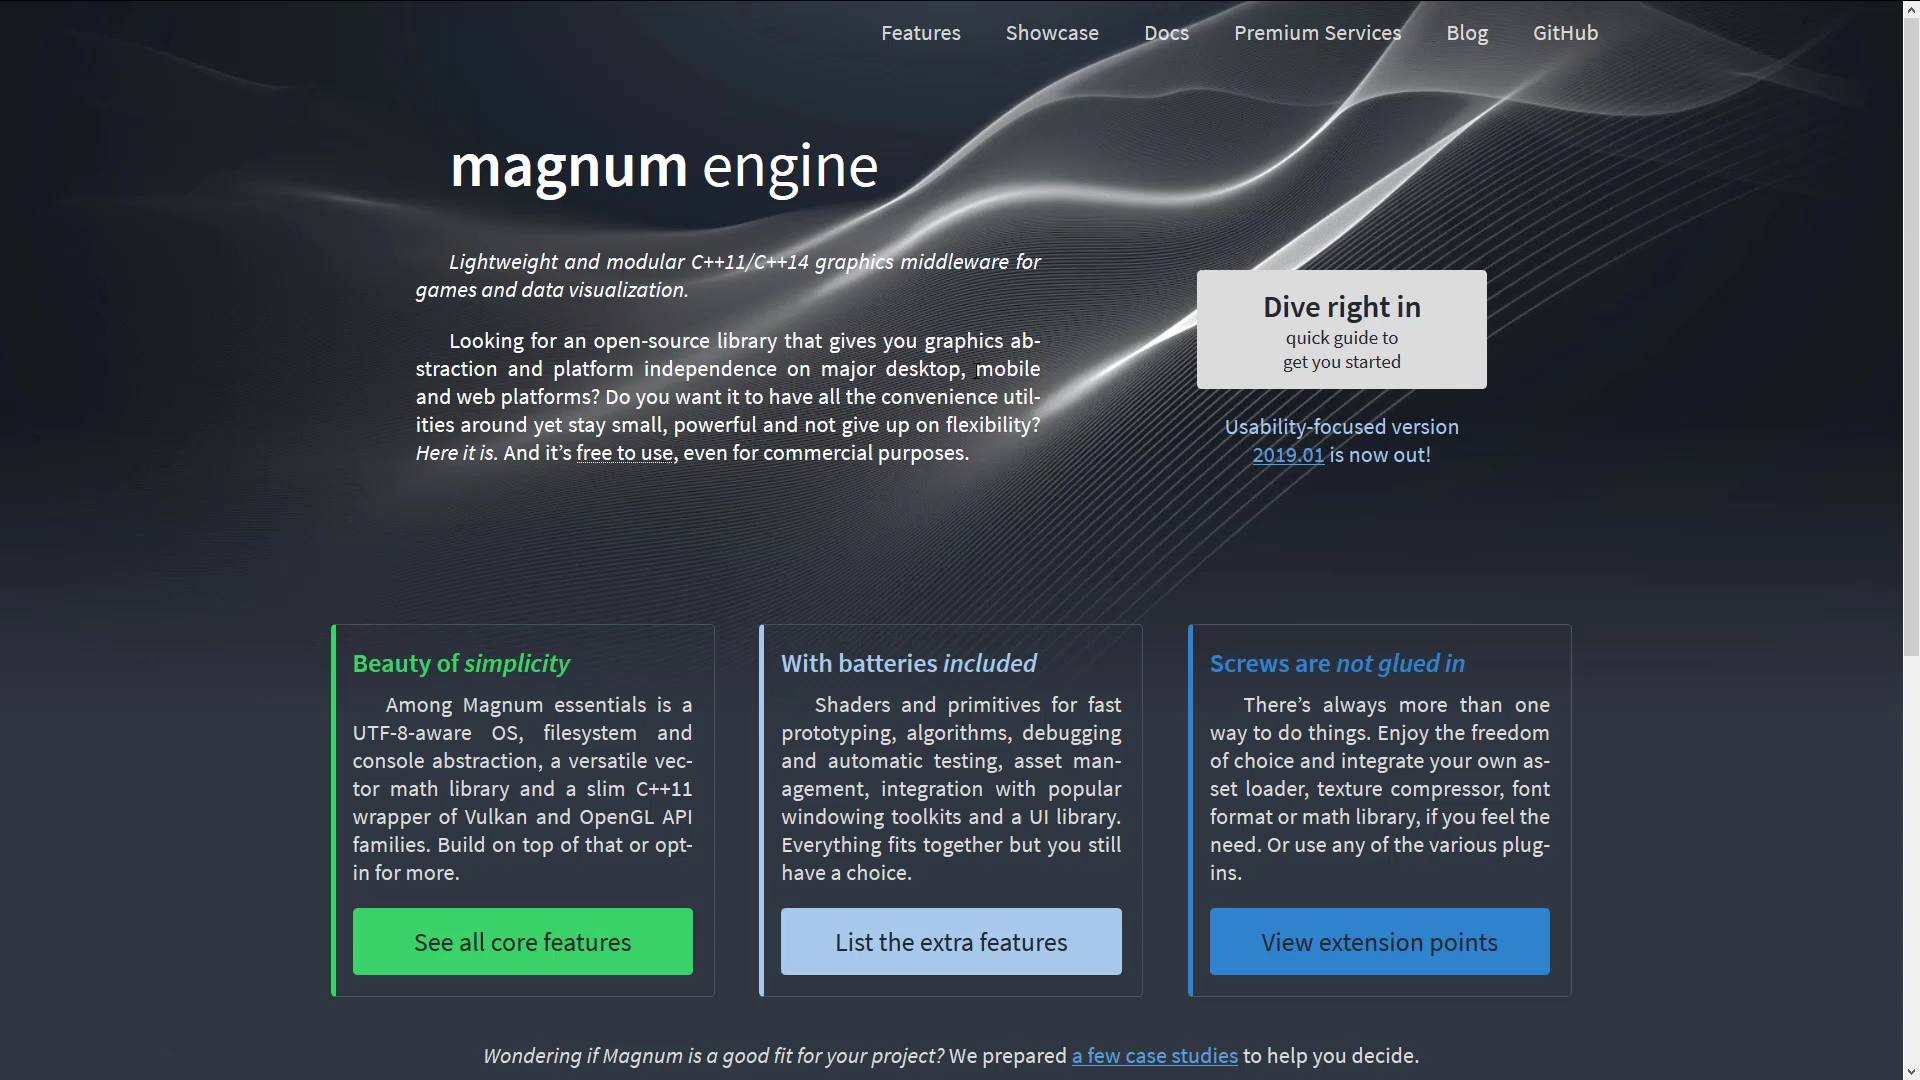 Features Showcase Docs Premium Services Blog GitHub
magnum engine
Lightweight and modular C++11/C++14 graphics middleware for
games and data visualization.
Looking for an open-source library that gives you graphics ab-
straction and platform independence on major desktop, mobile
and web platforms? Do you want it to have all the convenience util-
ities around yet stay small, powerful and not give up on flexibility?
Here it is. And it's free to use, even for commercial purposes.
Dive right in
quick guide to
get you started
Usability-focused version
2019.01 is now out!
Beauty of simplicity
Among Magnum essentials is a
UTF-8-aware OS, filesystem and
console abstraction, a versatile vec-
tor math library and a slim C++11
wrapper of Vulkan and OpenGL API
families. Build on top of that or opt-
in for more.
See all core features
With batteries included
Shaders and primitives for fast
prototyping, algorithms, debugging
and automatic testing, asset man-
agement, integration with popular
windowing toolkits and a UI library.
Everything fits together but you still
have a choice.
List the extra features
Screws are not glued in
There's always more than one
way to do things. Enjoy the freedom
of choice and integrate your own as-
set loader, texture compressor, font
format or math library, if you feel the
need. Or use any of the various plug-
ins.
View extension points
Wondering if Magnum is a good fit for your project? We prepared a few case studies to help you decide.